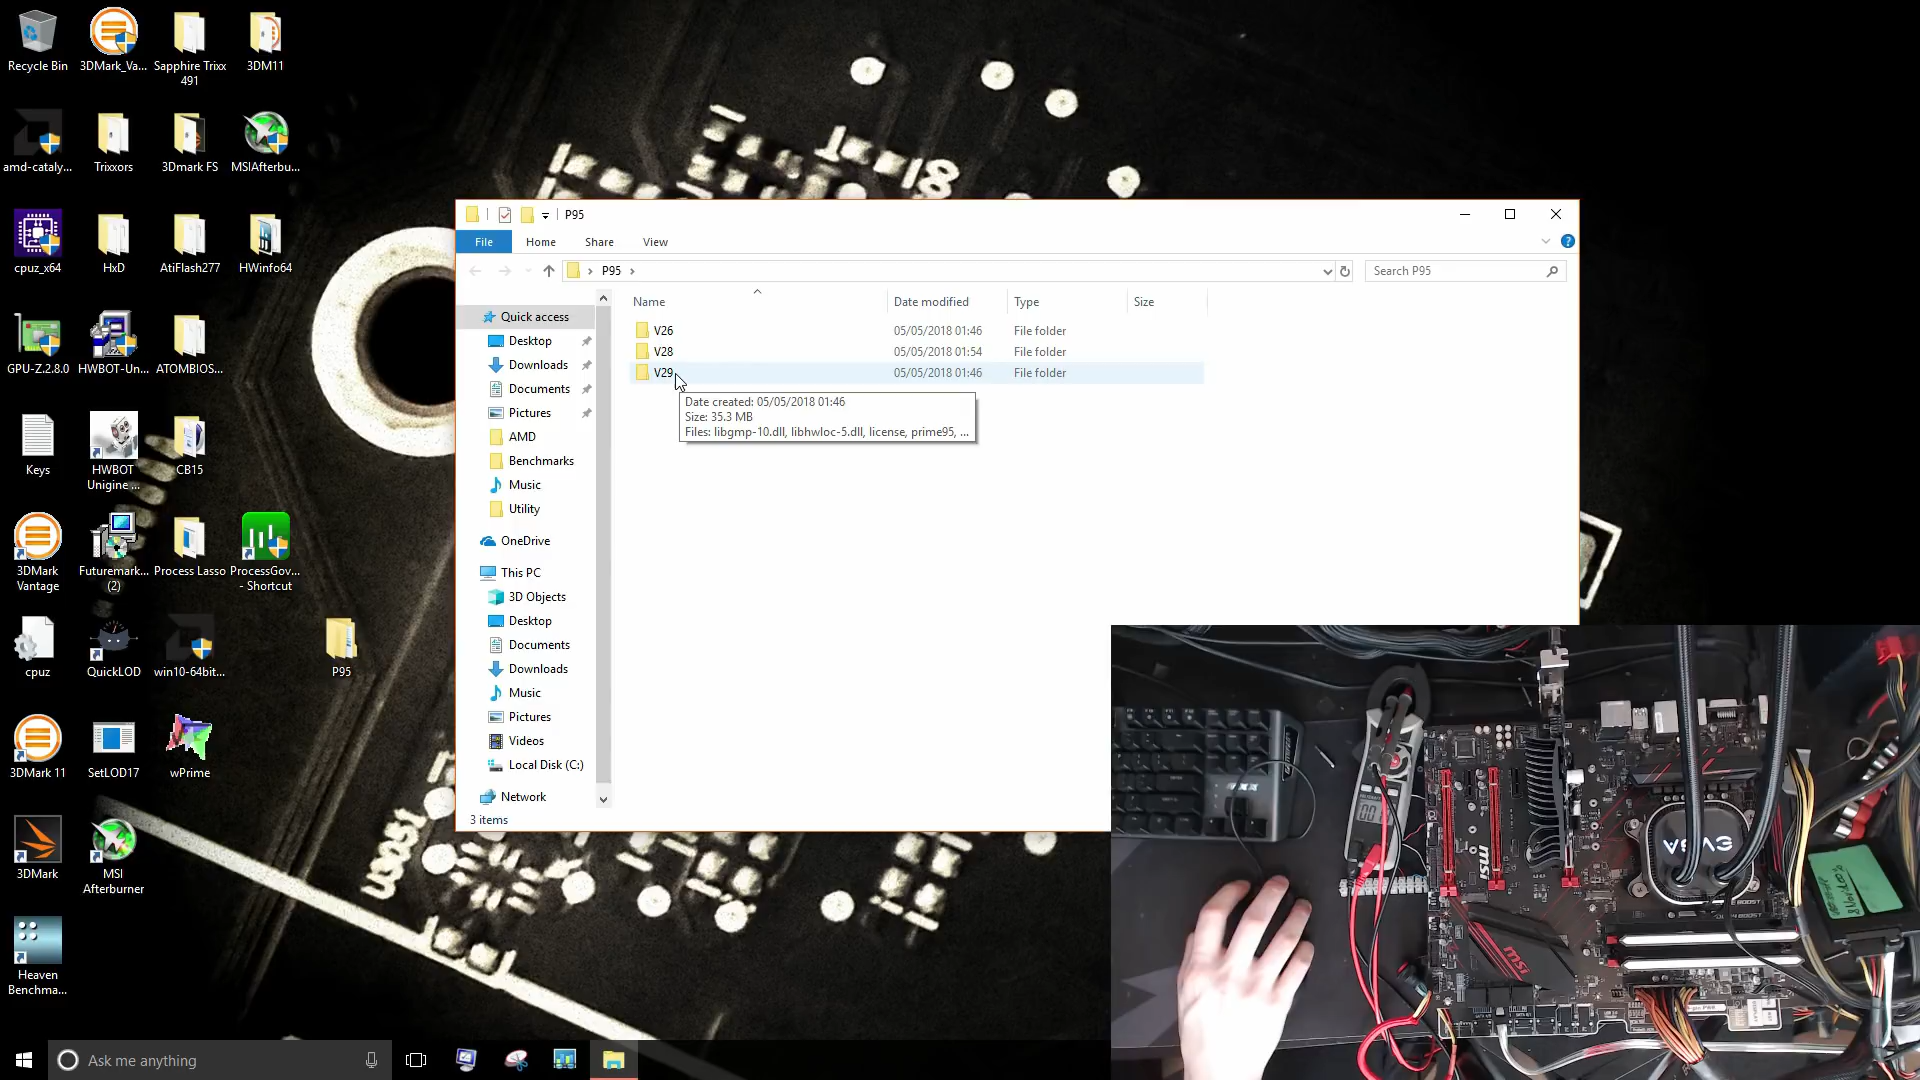 Recycle Bin
3DMark_Va...
Sapphire Trixx
491
3DM11
amd-cataly...
Trixxors
3Dmark FS
MSIAfterbu...
cpuz_x64
HxD
AtiFlash277
HWinfo64
GPU-Z.2.8.0
HWBOT-Un...
ATOMBIOS...
Keys
HWBOT
Unigine ...
CB15
3DMark
Vantage
Futuremark...
(2)
Process Lasso
ProcessGov...
- Shortcut
cpuz
QuickLOD
win10-64bit...
P95
3DMark 11
SetLOD17
wPrime
3DMark
MSI
Afterburner
Heaven
Benchma...
P95
File
Home
Share
View
P95
Search P95
Name
Date modified
Type
Size
V26
05/05/2018 01:46
File folder
V28
05/05/2018 01:54
File folder
V29
05/05/2018 01:46
File folder
Date created: 05/05/2018 01:46
Size: 35.3 MB
Files: libgmp-10.dll, libhwloc-5.dll, license, prime95, ...
Quick access
Desktop
Downloads
Documents
Pictures
AMD
Benchmarks
Music
Utility
OneDrive
This PC
3D Objects
Desktop
Documents
Downloads
Music
Pictures
Videos
Local Disk (C:)
Network
3 items
Ask me anything
EVGA
msi
msi